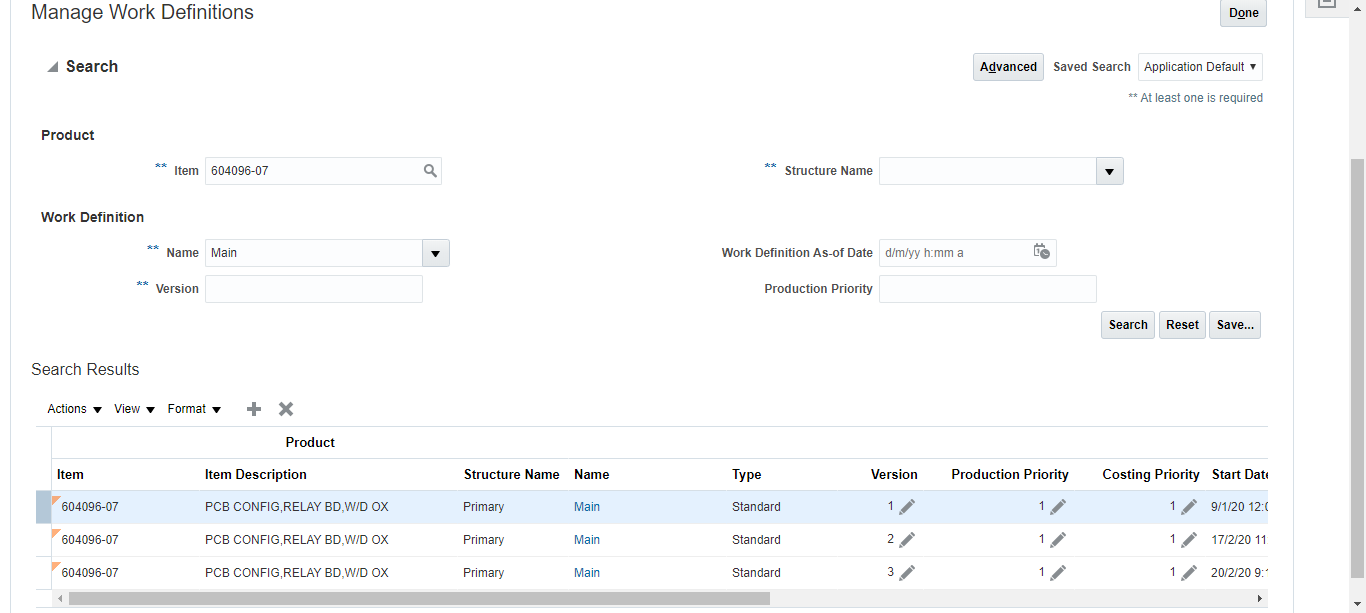 Manage Work Definitions
Done
Search
Advanced Saved Search Application Default
** At least one is required
Product
** Item 604096-07 ** Structure Name
Work Definition
** Name Main Work Definition As-of Date d/m/yy h:mm a
** Version Production Priority
Search Reset Save...
Search Results
Actions View Format
Product
Item Item Description Structure Name Name Type Version Production Priority Costing Priority Start Date
604096-07 PCB CONFIG,RELAY BD,W/D OX Primary Main Standard 1 1 1 9/1/20
604096-07 PCB CONFIG,RELAY BD,W/D OX Primary Main Standard 2 1 1 17/2/20 11
604096-07 PCB CONFIG,RELAY BD,W/D OX Primary Main Standard 3 1 1 20/2/20